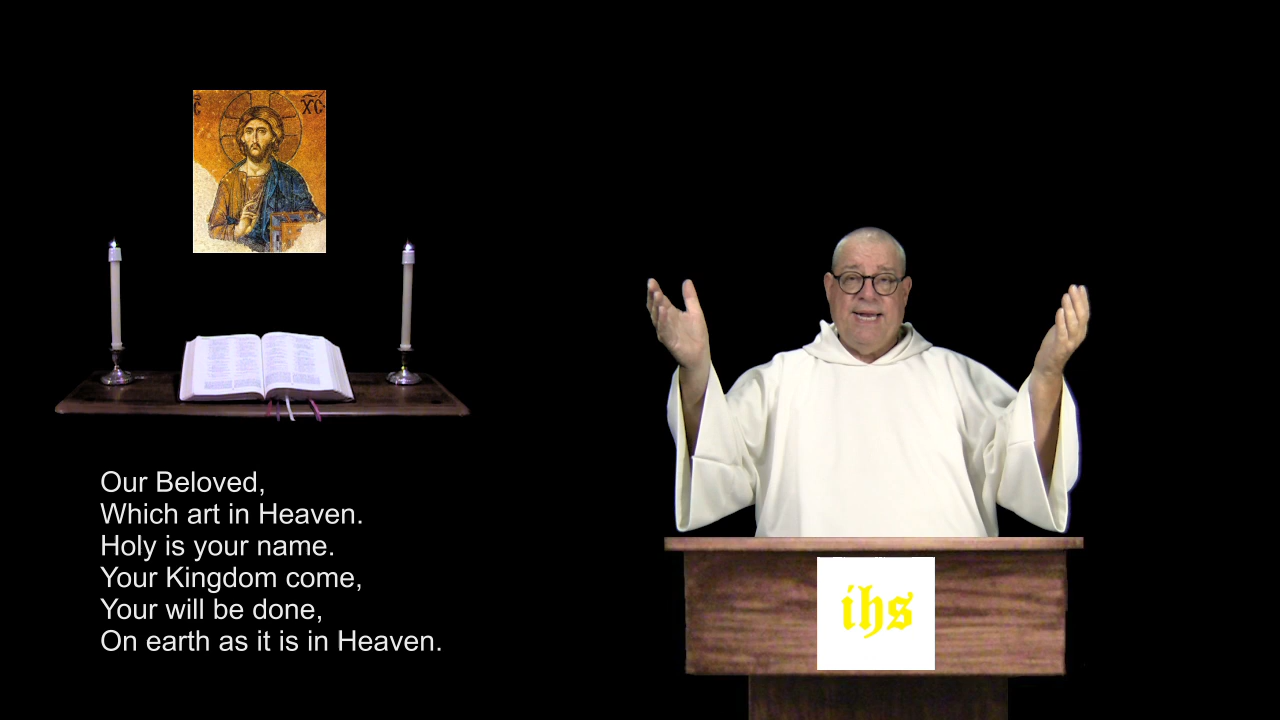 XC
Our Beloved,
Which art in Heaven.
Holy is your name.
Your Kingdom come,
Your will be done,
On earth as it is in Heaven.
ihs